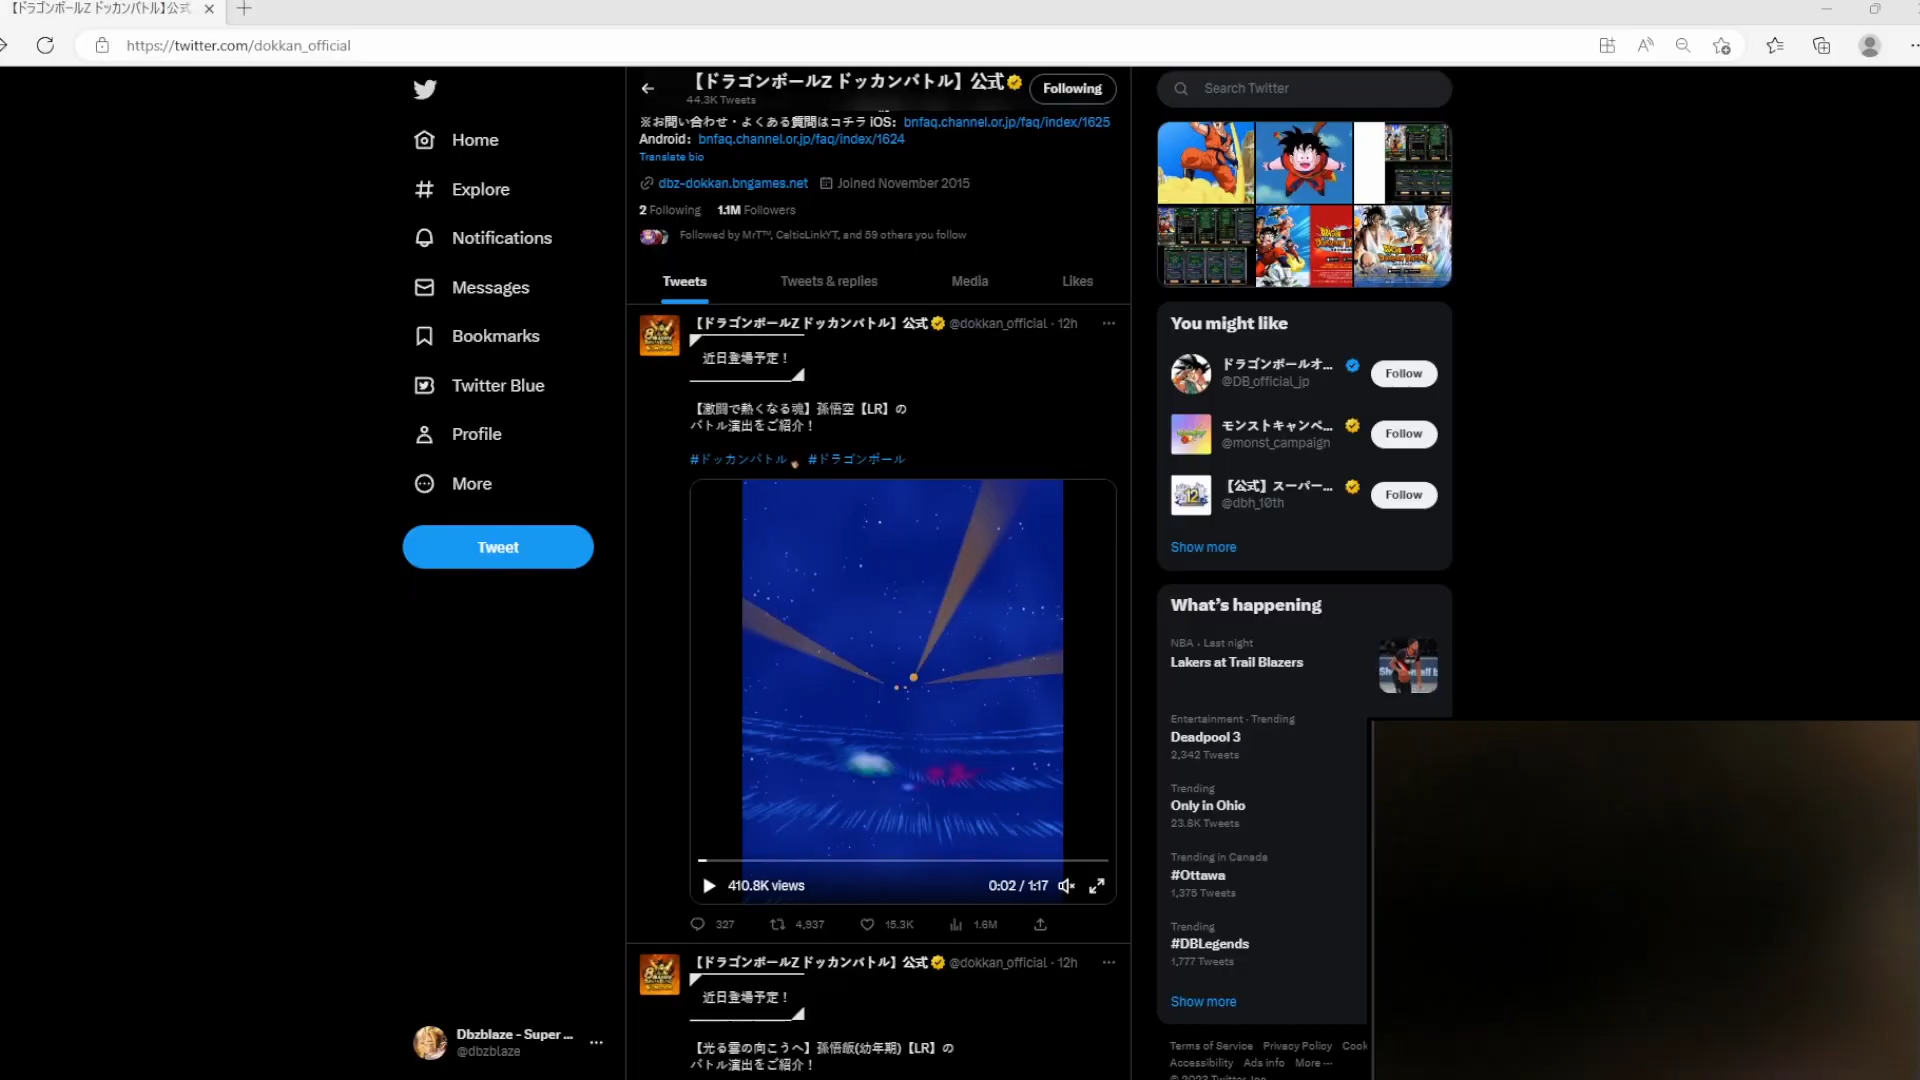 【ドラゴンボールZ ドッカンバトル】公式
https://twitter.com/dokkan_official
Home
Explore
Notifications
Messages
Bookmarks
Twitter Blue
Profile
More
Tweet
Dbzblaze - Super ...
@dbzblaze
【ドラゴンボールZ ドッカンバトル】公式
44.3K Tweets
Following
※お問い合わせ・よくある質問はコチラ iOS: bnfaq.channel.or.jp/faq/index/1625
Android: bnfaq.channel.or.jp/faq/index/1624
Translate bio
dbz-dokkan.bngames.net Joined November 2015
2 Following 1.1M Followers
Followed by MrT™, CelticLinkYT, and 59 others you follow
Tweets Tweets & replies Media Likes
【ドラゴンボールZ ドッカンバトル】公式 @dokkan_official · 12h
近日登場予定！
【激闘で熱くなる魂】孫悟空【LR】の
バトル演出をご紹介！
#ドッカンバトル #ドラゴンボール
410.8K views
0:02 / 1:17
327 4,937 15.3K 1.6M
【ドラゴンボールZ ドッカンバトル】公式 @dokkan_official · 12h
近日登場予定！
【光る雲の向こうへ】孫悟飯(幼年期)【LR】の
バトル演出をご紹介！
Search Twitter
You might like
ドラゴンボールオ...
@DB_official_jp
Follow
モンストキャンペ...
@monst_campaign
Follow
【公式】スーパー...
@dbh_10th
Follow
Show more
What's happening
NBA · Last night
Lakers at Trail Blazers
Entertainment · Trending
Deadpool 3
2,342 Tweets
Trending
Only in Ohio
23.8K Tweets
Trending in Canada
#Ottawa
1,375 Tweets
Trending
#DBLegends
1,777 Tweets
Show more
Terms of Service Privacy Policy Cook
Accessibility Ads info More ...